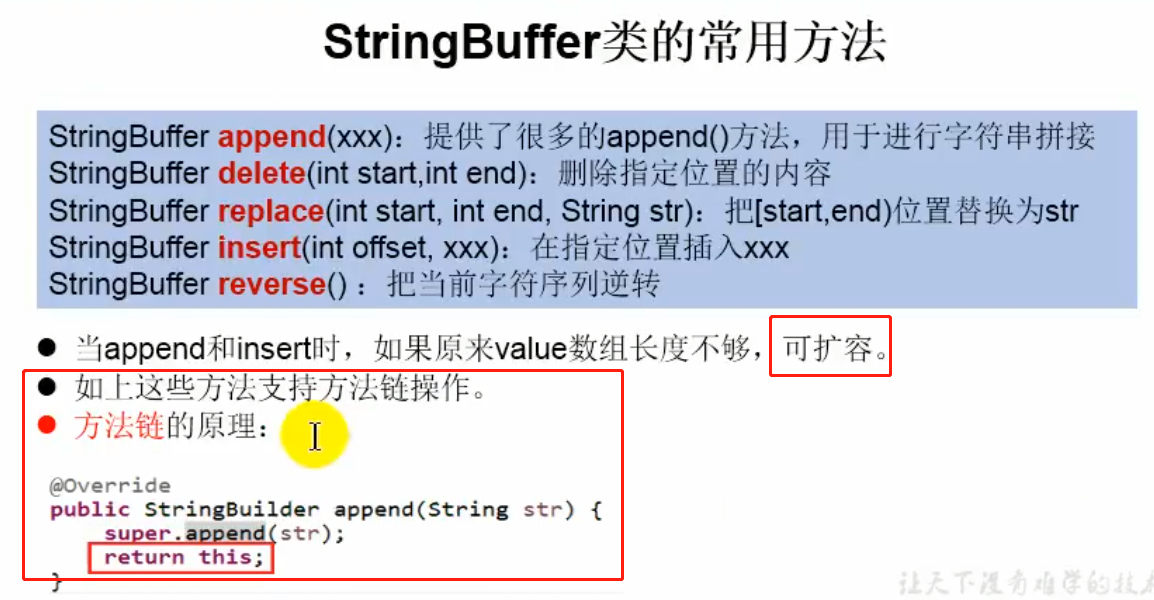 StringBuffer类的常用方法
StringBuffer append(xxx)：提供了很多的append()方法，用于进行字符串拼接
StringBuffer delete(int start,int end)：删除指定位置的内容
StringBuffer replace(int start, int end, String str)：把[start,end)位置替换为str
StringBuffer insert(int offset, xxx)：在指定位置插入xxx
StringBuffer reverse() ：把当前字符序列逆转
● 当append和insert时，如果原来value数组长度不够，可扩容。
● 如上这些方法支持方法链操作。
● 方法链的原理：
@Override
public StringBuilder append(String str) {
super.append(str);
return this;
}
让天下没有难学的技术